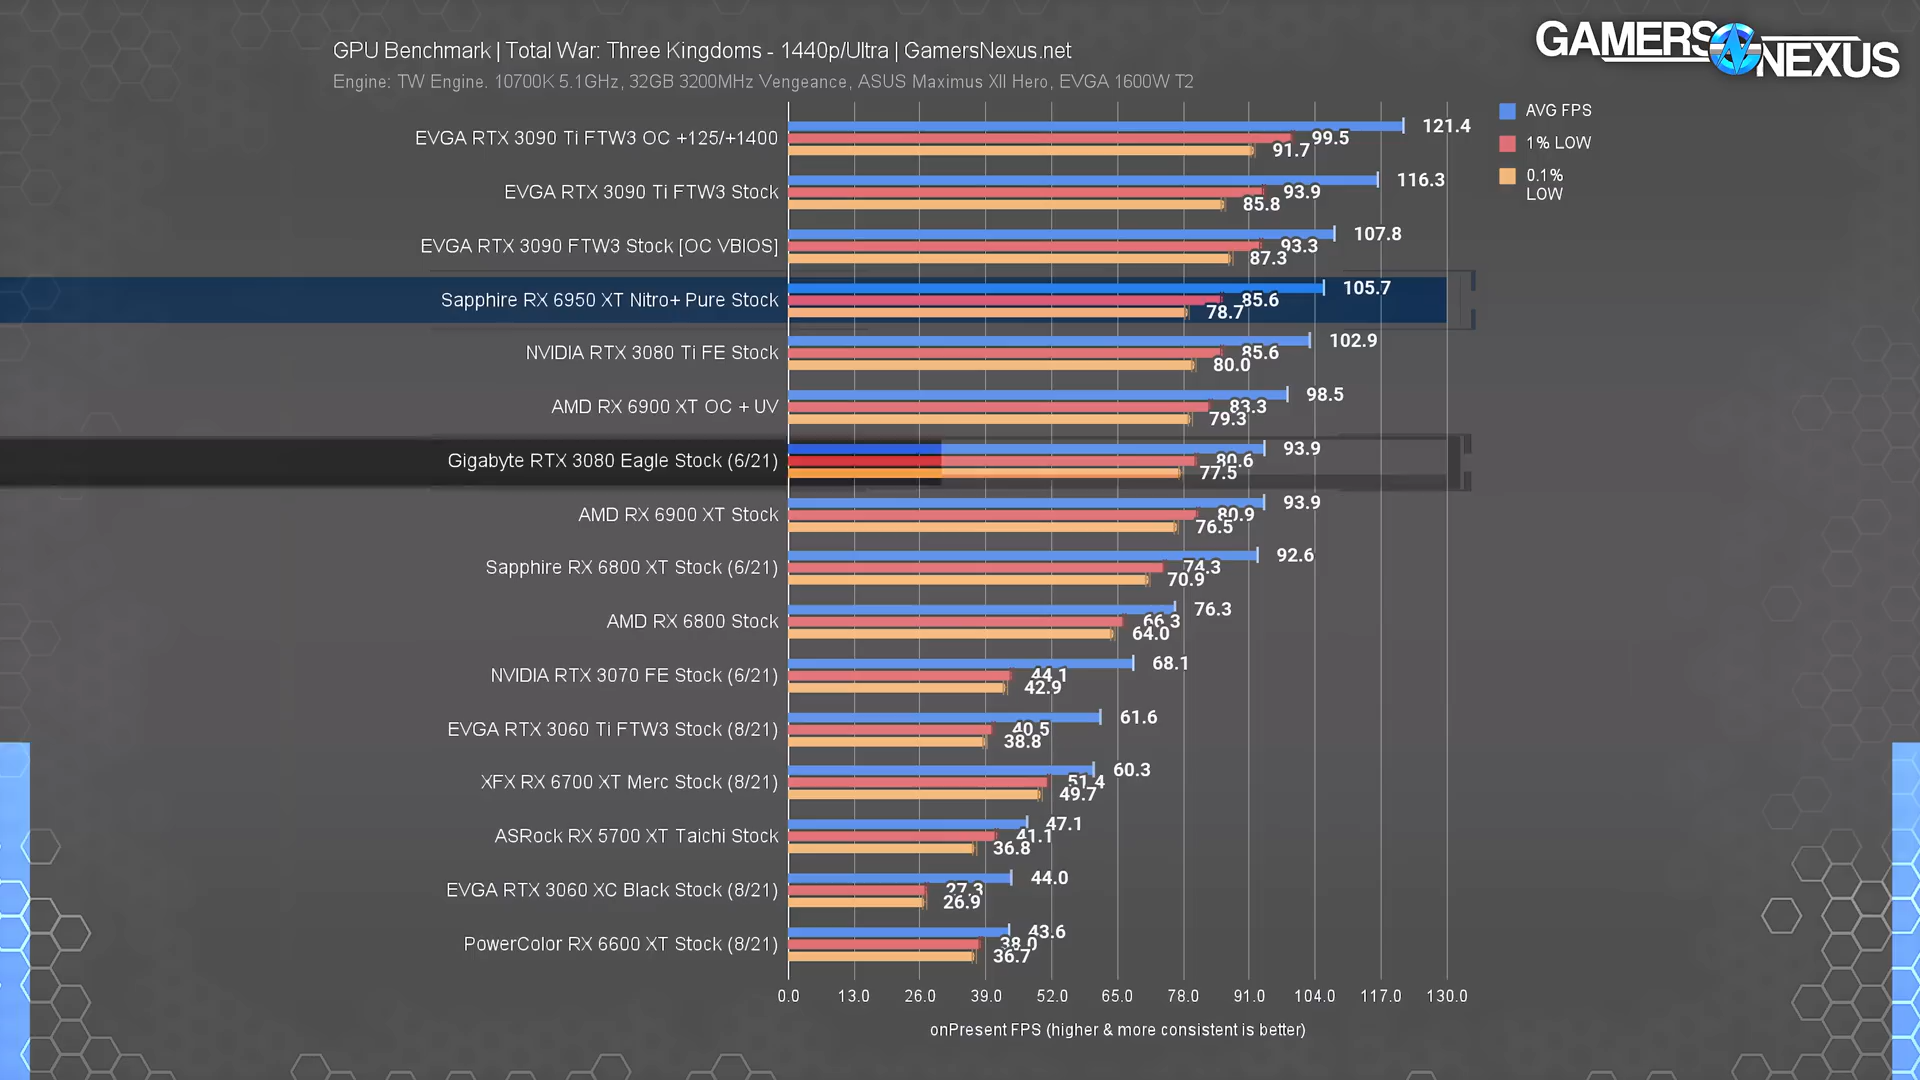 GAMERS NEXUS
GPU Benchmark | Total War: Three Kingdoms - 1440p/Ultra | GamersNexus.net
Engine: TW Engine. 10700K 5.1GHz, 32GB 3200MHz Vengeance, ASUS Maximus XII Hero, EVGA 1600W T2
AVG FPS
1% LOW
0.1%
LOW
EVGA RTX 3090 Ti FTW3 OC +125/+1400 121.4 99.5 91.7
EVGA RTX 3090 Ti FTW3 Stock 116.3 93.9 85.8
EVGA RTX 3090 FTW3 Stock [OC VBIOS] 107.8 93.3 87.3
Sapphire RX 6950 XT Nitro+ Pure Stock 105.7 85.6 78.7
NVIDIA RTX 3080 Ti FE Stock 102.9 85.6 80.0
AMD RX 6900 XT OC + UV 98.5 83.3 79.3
Gigabyte RTX 3080 Eagle Stock (6/21) 93.9 80.6 77.5
AMD RX 6900 XT Stock 93.9 80.9 76.5
Sapphire RX 6800 XT Stock (6/21) 92.6 74.3 70.9
AMD RX 6800 Stock 76.3 66.3 64.0
NVIDIA RTX 3070 FE Stock (6/21) 68.1 44.1 42.9
EVGA RTX 3060 Ti FTW3 Stock (8/21) 61.6 40.5 38.8
XFX RX 6700 XT Merc Stock (8/21) 60.3 51.4 49.7
ASRock RX 5700 XT Taichi Stock 47.1 41.1 36.8
EVGA RTX 3060 XC Black Stock (8/21) 44.0 27.3 26.9
PowerColor RX 6600 XT Stock (8/21) 43.6 38.0 36.7
0.0 13.0 26.0 39.0 52.0 65.0 78.0 91.0 104.0 117.0 130.0
onPresent FPS (higher & more consistent is better)